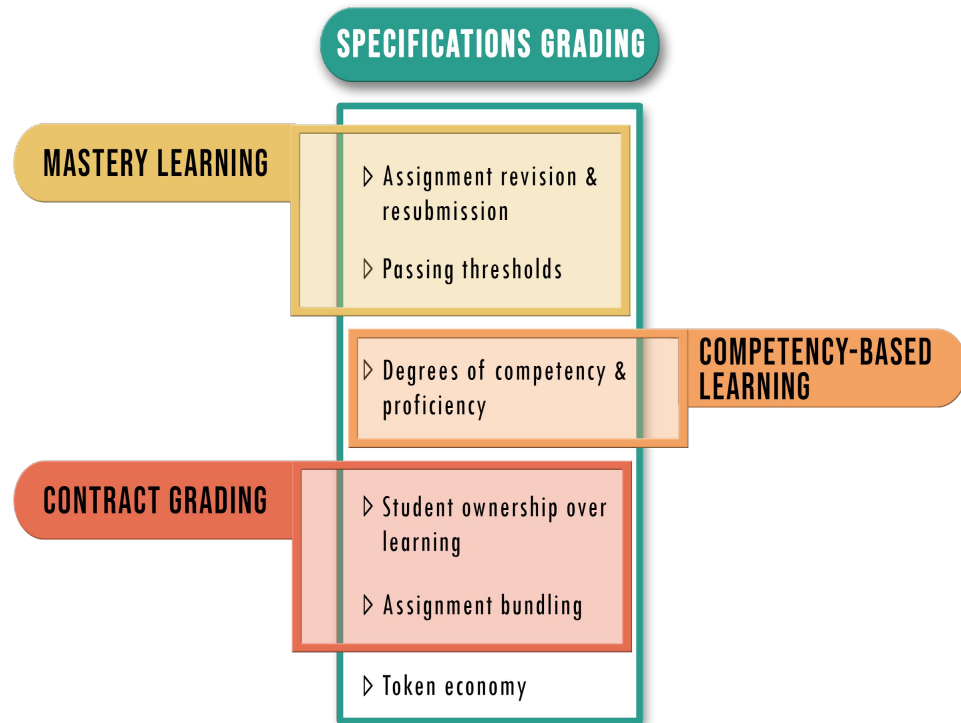 SPECIFICATIONS GRADING
MASTERY LEARNING
▷ Assignment revision &
resubmission
▷ Passing thresholds
COMPETENCY-BASED
LEARNING
▷ Degrees of competency &
proficiency
CONTRACT GRADING
▷ Student ownership over
learning
▷ Assignment bundling
▷ Token economy